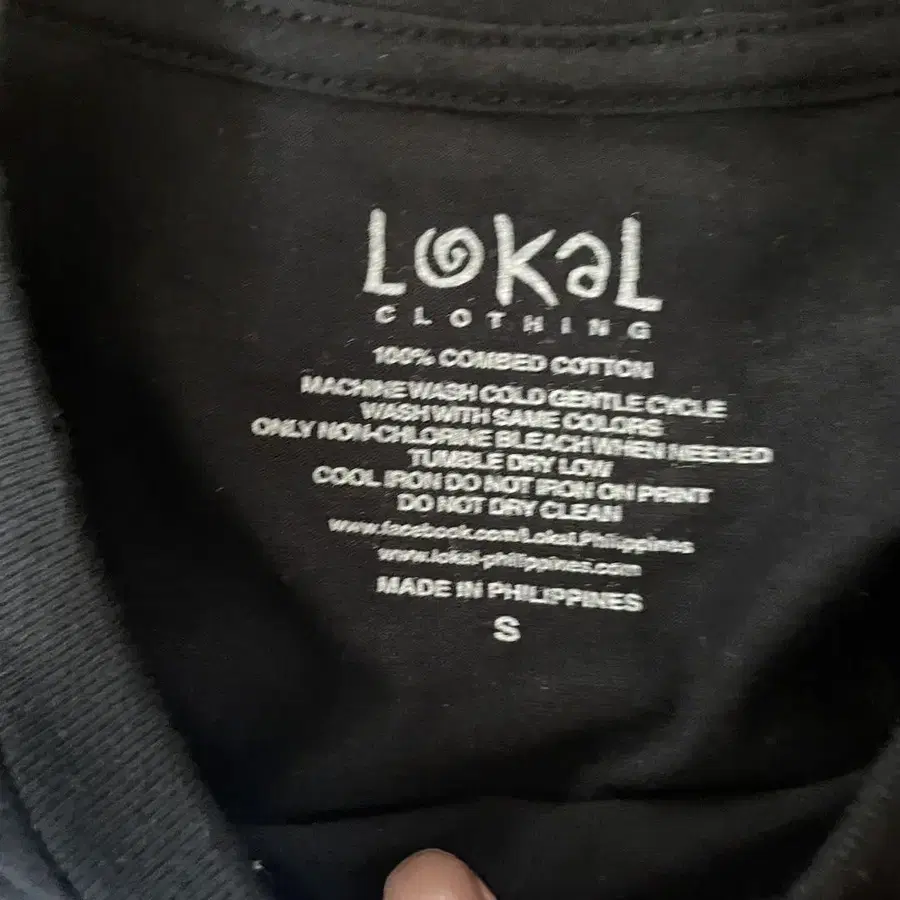 LOKAL
CLOTHING
100% COMBED COTTON
MACHINE WASH COLD GENTLE CYCLE
WASH WITH SAME COLORS
ONLY NON-CHLORINE BLEACH WHEN NEEDED
TUMBLE DRY LOW
COOL IRON DO NOT IRON ON PRINT
DO NOT DRY CLEAN
www.facebook.com/Lokal.Philippines
www.lokal-philippines.com
MADE IN PHILIPPINES
S